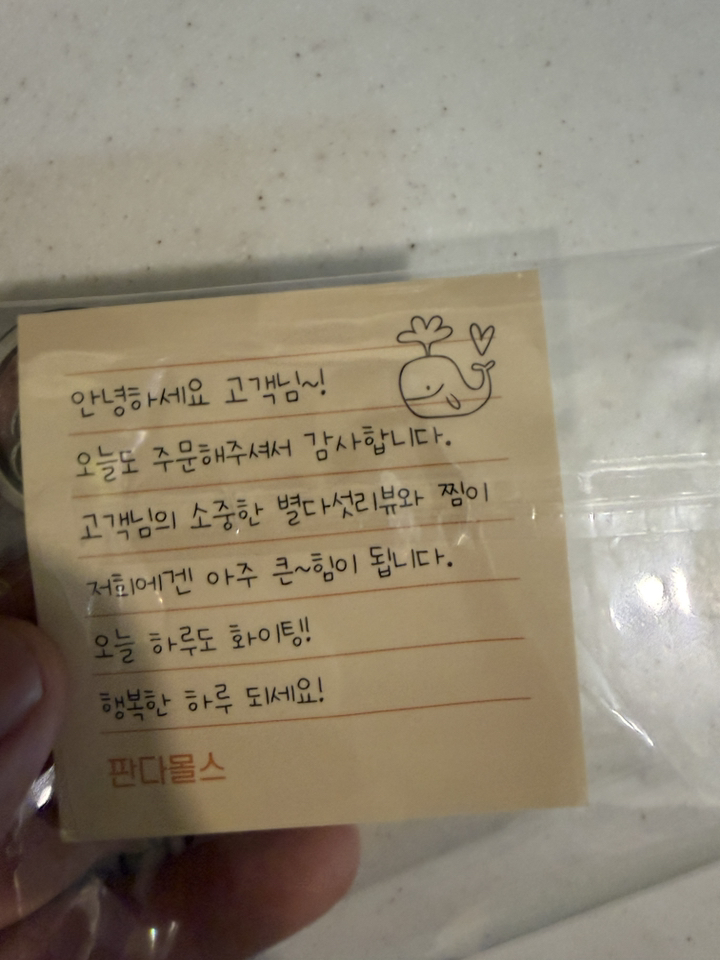 안녕하세요 고객님~!
오늘도 주문해주셔서 감사합니다.
고객님의 소중한 별다섯리뷰와 찜이
저희에겐 아주 큰~힘이 됩니다.
오늘 하루도 화이팅!
행복한 하루 되세요!
판다몰스